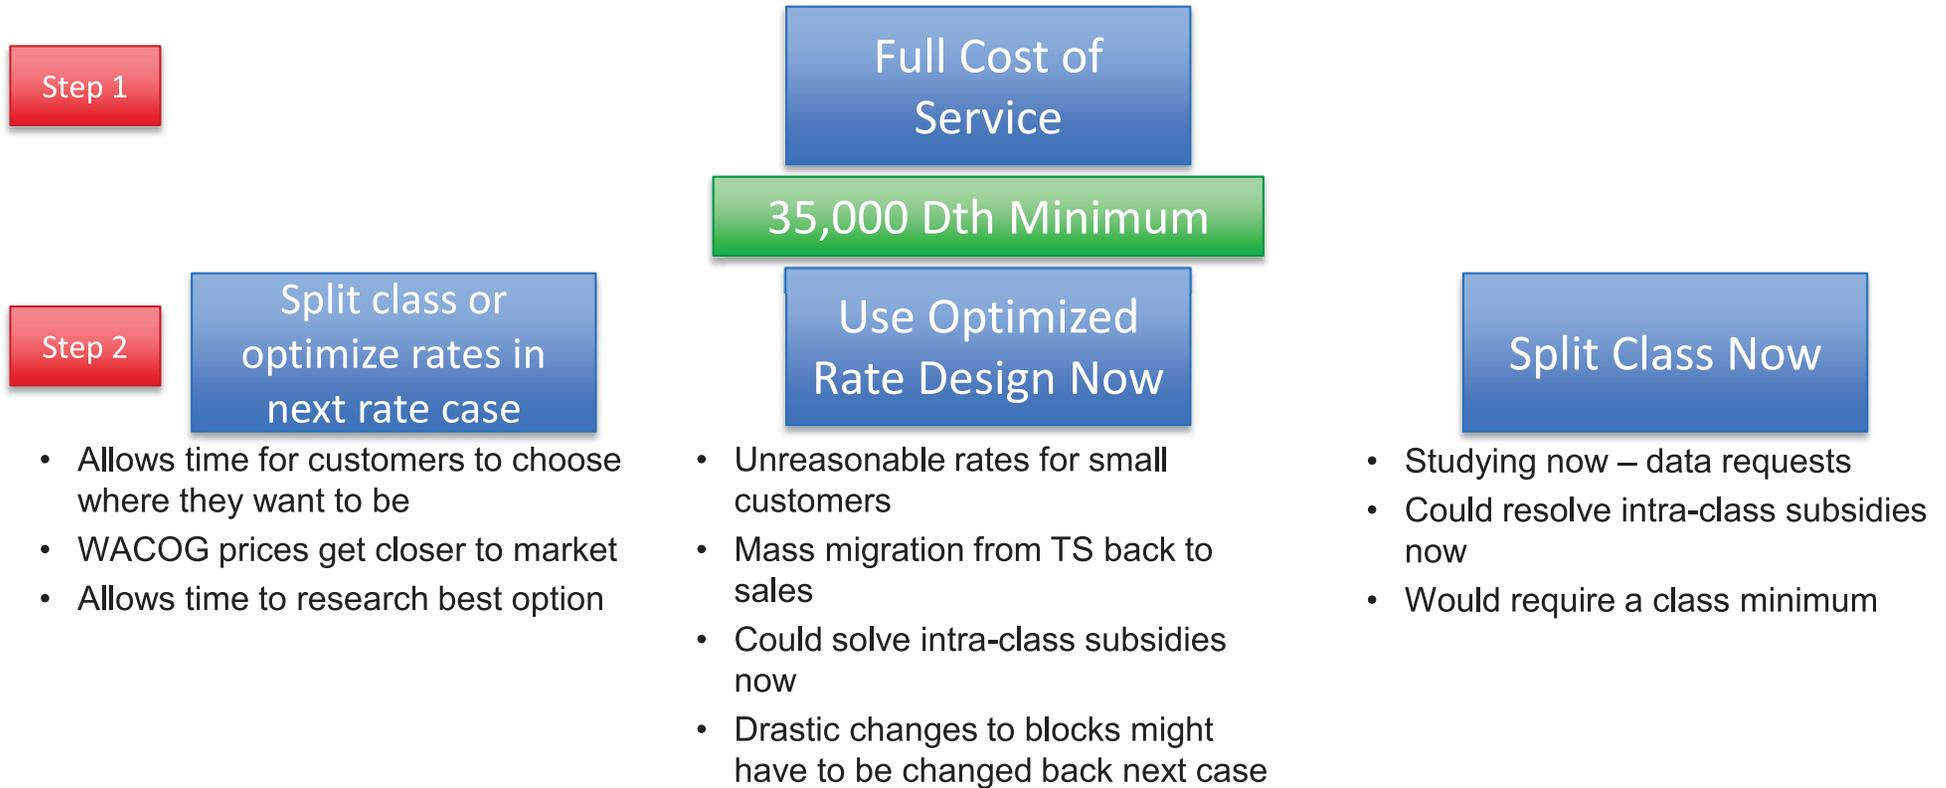 Step 1
Full Cost of
Service
35,000 Dth Minimum
Step 2
Split class or
optimize rates in
next rate case
Use Optimized
Rate Design Now
Split Class Now
• Allows time for customers to choose
where they want to be
• WACOG prices get closer to market
• Allows time to research best option
• Unreasonable rates for small
customers
• Mass migration from TS back to
sales
• Could solve intra-class subsidies
now
• Drastic changes to blocks might
have to be changed back next case
• Studying now – data requests
• Could resolve intra-class subsidies
now
• Would require a class minimum